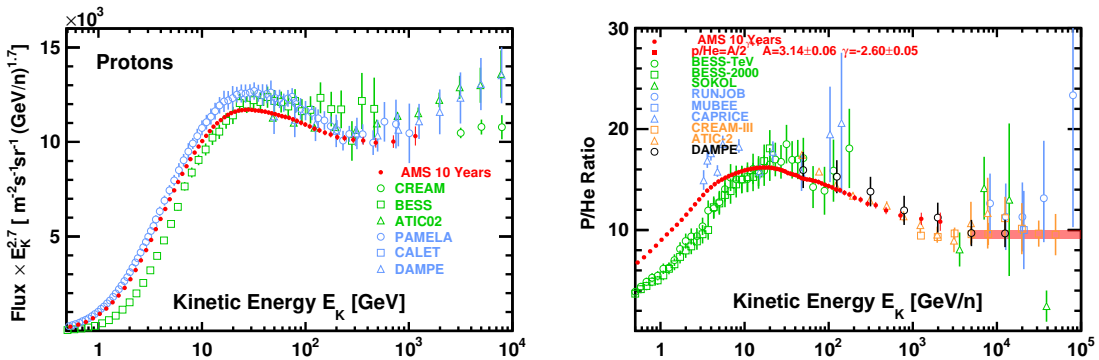 ×10³
15
10
5
Flux × E_K^2.7 [ m⁻²s⁻¹sr⁻¹ (GeV/n)^1.7]
Protons
AMS 10 Years
CREAM
BESS
ATIC02
PAMELA
CALET
DAMPE
Kinetic Energy E_K [GeV]
1 10 10² 10³ 10⁴
30
20
10
P/He Ratio
AMS 10 Years
A=3.14±0.06 γ=-2.60±0.05
BESS-TeV
BESS-2000
SOKOL
RUNJOB
MUBEE
CAPRICE
CREAM-III
ATIC-2
DAMPE
Kinetic Energy E_K [GeV/n]
1 10 10² 10³ 10⁴ 10⁵